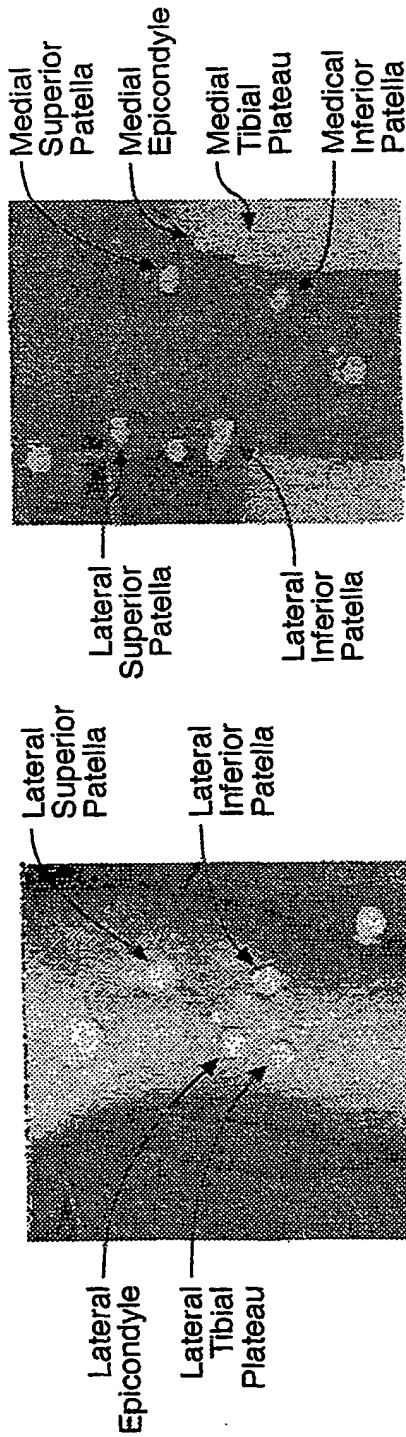 Lateral
Superior
Patella
Lateral
Inferior
Patella
Lateral
Epicondyle
Lateral
Tibial
Plateau
Medial
Superior
Patella
Medial
Epicondyle
Medial
Tibial
Plateau
Medical
Inferior
Patella
Lateral
Superior
Patella
Lateral
Inferior
Patella